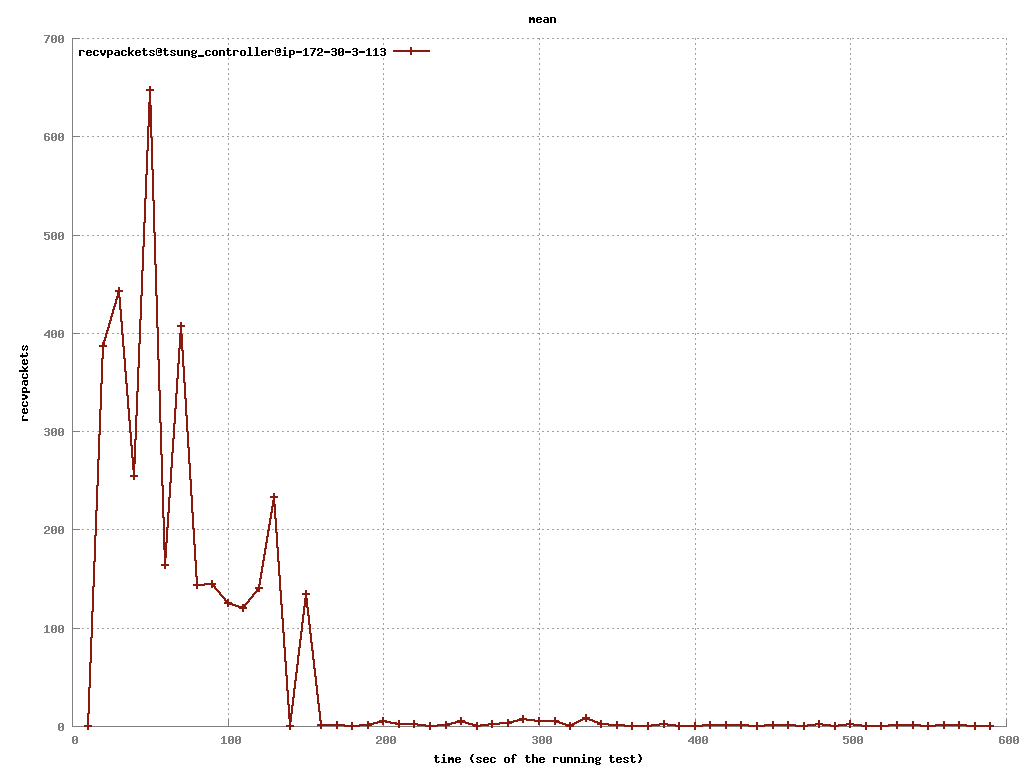 mean
recvpackets@tsung_controller@ip-172-30-3-113
700
600
500
400
300
200
100
0
recvpackets
0 100 200 300 400 500 600
time (sec of the running test)